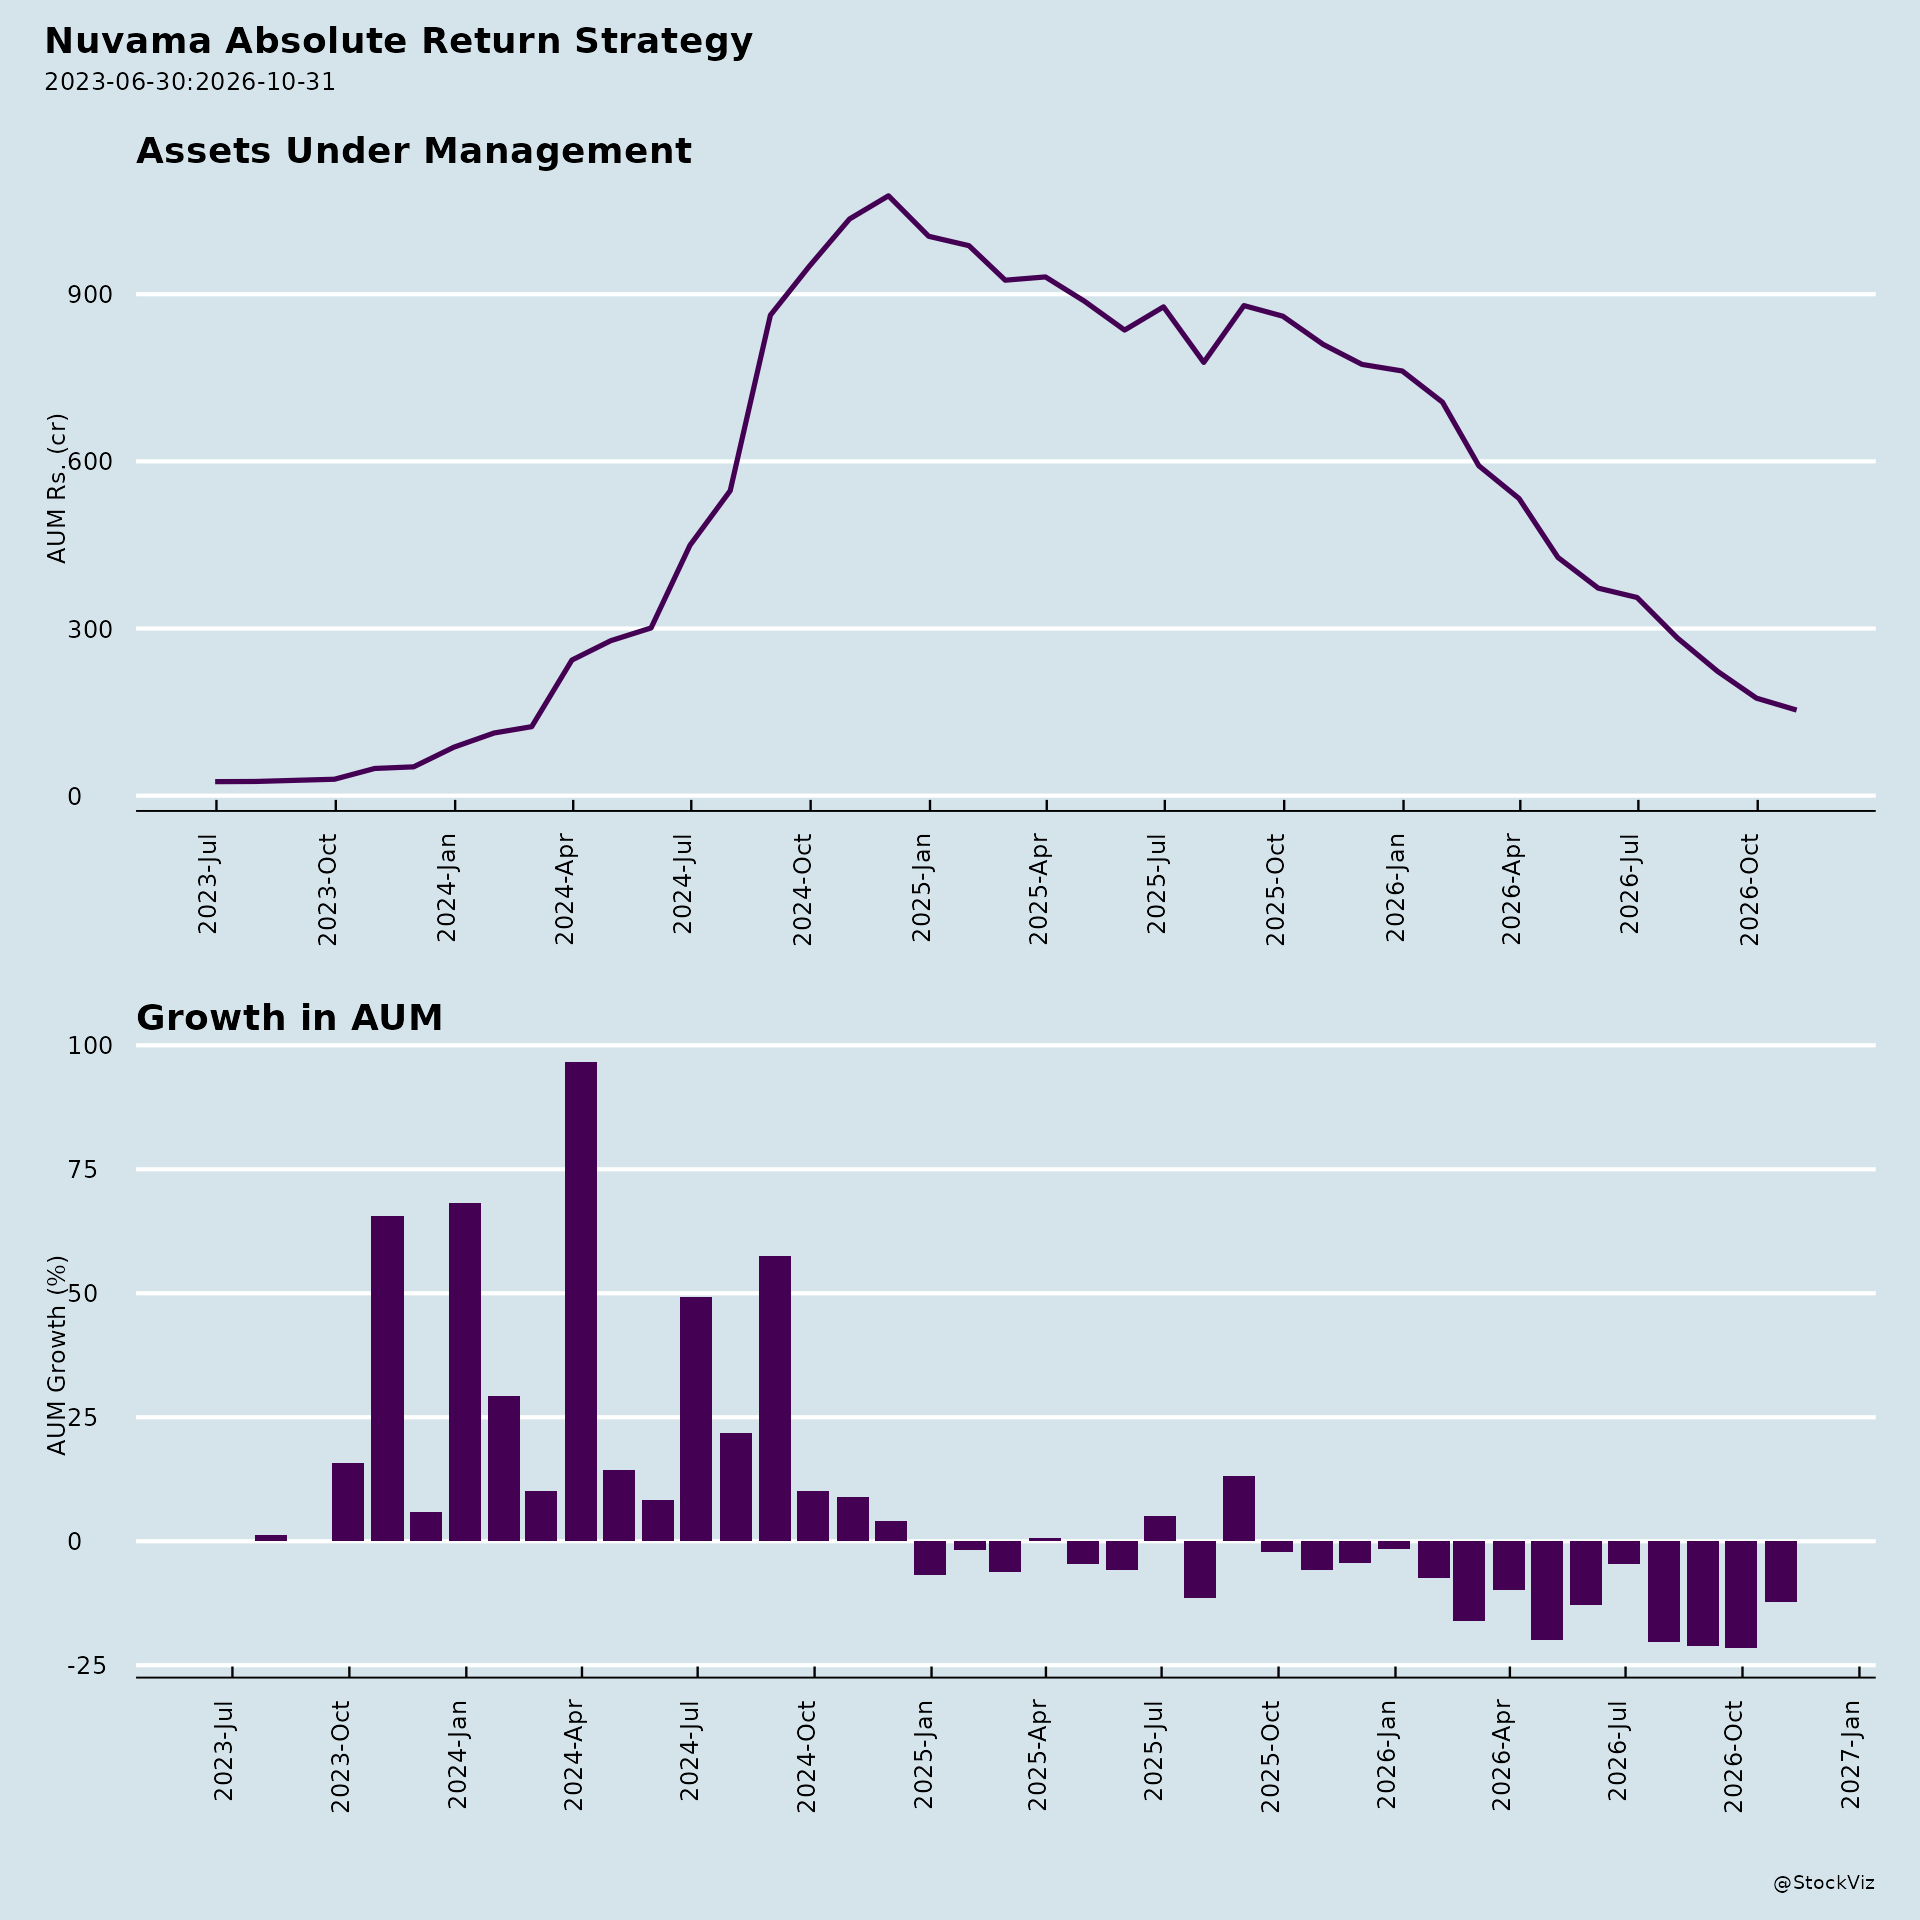 Nuvama Absolute Return Strategy
2023-06-30:2026-10-31
Assets Under Management
AUM Rs. (cr)
900
600
300
0
2023-Jul
2023-Oct
2024-Jan
2024-Apr
2024-Jul
2024-Oct
2025-Jan
2025-Apr
2025-Jul
2025-Oct
2026-Jan
2026-Apr
2026-Jul
2026-Oct
Growth in AUM
AUM Growth (%)
100
75
50
25
0
-25
2023-Jul
2023-Oct
2024-Jan
2024-Apr
2024-Jul
2024-Oct
2025-Jan
2025-Apr
2025-Jul
2025-Oct
2026-Jan
2026-Apr
2026-Jul
2026-Oct
2027-Jan
@StockViz